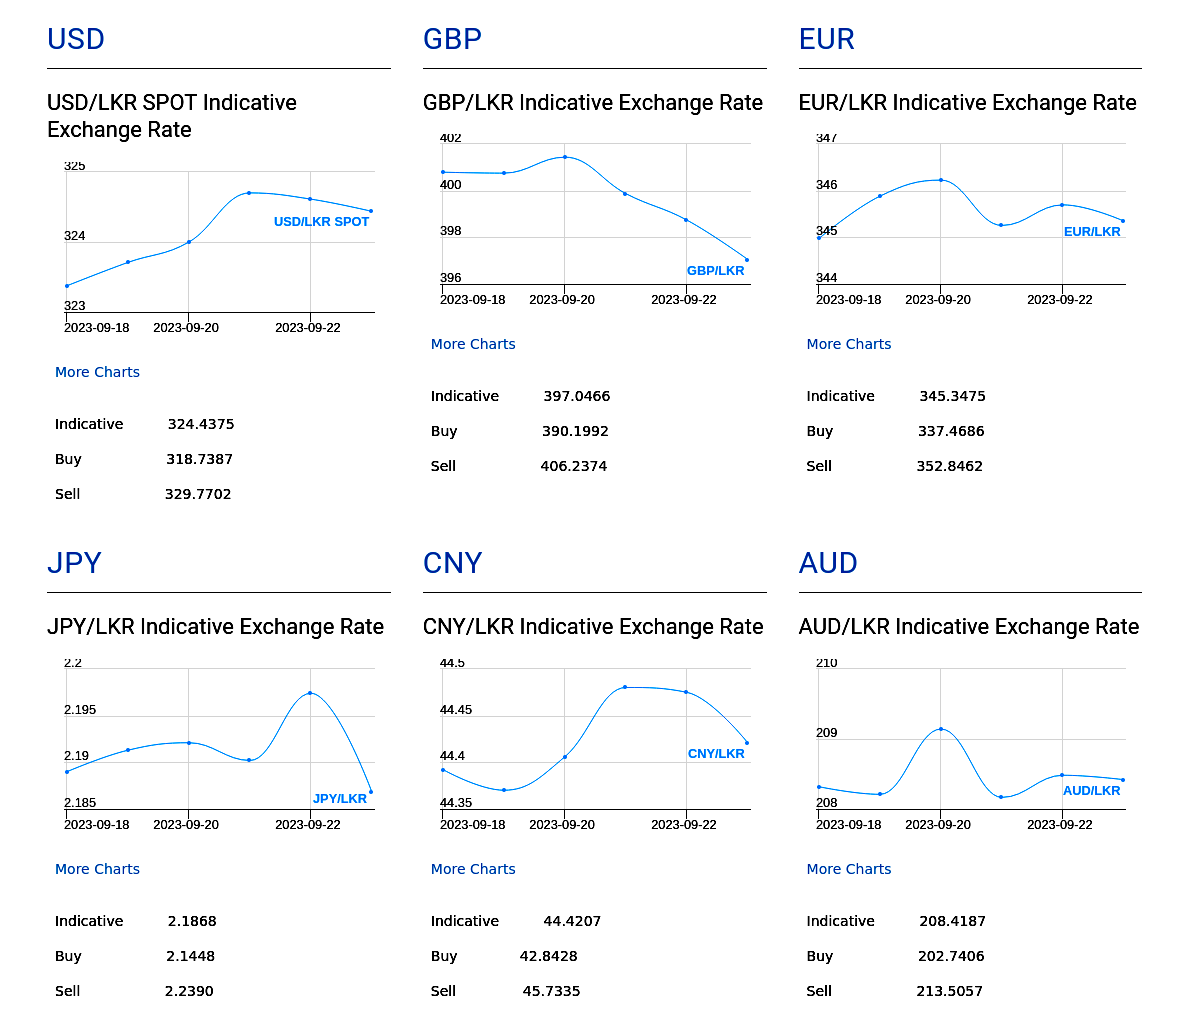 USD
USD/LKR SPOT Indicative
Exchange Rate
325
324
323
USD/LKR SPOT
2023-09-18 2023-09-20 2023-09-22
More Charts
Indicative 324.4375
Buy 318.7387
Sell 329.7702
GBP
GBP/LKR Indicative Exchange Rate
402
400
398
396
GBP/LKR
2023-09-18 2023-09-20 2023-09-22
More Charts
Indicative 397.0466
Buy 390.1992
Sell 406.2374
EUR
EUR/LKR Indicative Exchange Rate
347
346
345
344
EUR/LKR
2023-09-18 2023-09-20 2023-09-22
More Charts
Indicative 345.3475
Buy 337.4686
Sell 352.8462
JPY
JPY/LKR Indicative Exchange Rate
2.2
2.195
2.19
2.185
JPY/LKR
2023-09-18 2023-09-20 2023-09-22
More Charts
Indicative 2.1868
Buy 2.1448
Sell 2.2390
CNY
CNY/LKR Indicative Exchange Rate
44.5
44.45
44.4
44.35
CNY/LKR
2023-09-18 2023-09-20 2023-09-22
More Charts
Indicative 44.4207
Buy 42.8428
Sell 45.7335
AUD
AUD/LKR Indicative Exchange Rate
210
209
208
AUD/LKR
2023-09-18 2023-09-20 2023-09-22
More Charts
Indicative 208.4187
Buy 202.7406
Sell 213.5057